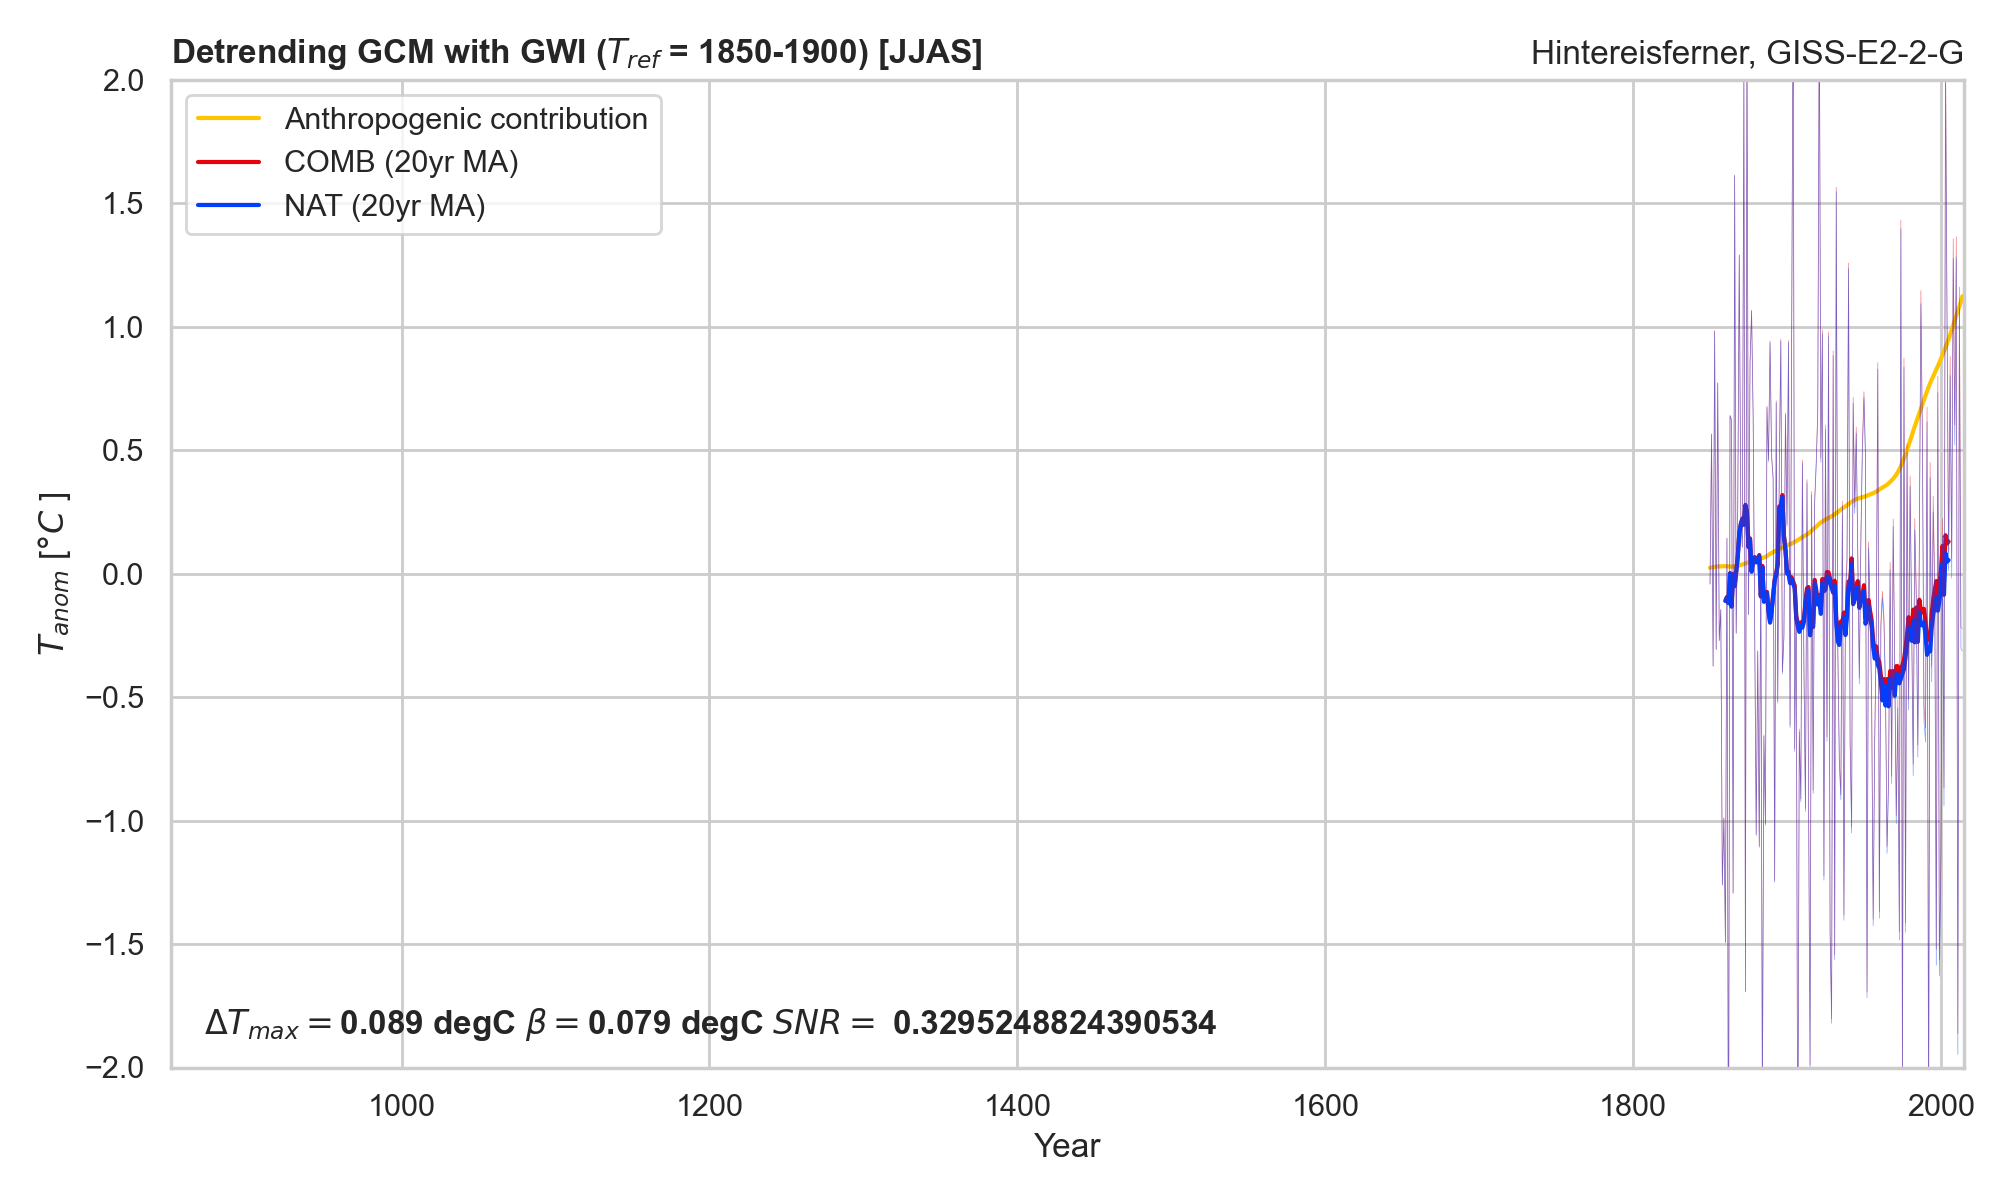 Detrending GCM with GWI (T_ref = 1850-1900) [JJAS]
Hintereisferner, GISS-E2-2-G
Anthropogenic contribution
COMB (20yr MA)
NAT (20yr MA)
2.0
1.5
1.0
0.5
0.0
−0.5
−1.0
−1.5
−2.0
T_anom [°C ]
ΔT_max = 0.089 degC β = 0.079 degC SNR = 0.3295248824390534
1000 1200 1400 1600 1800 2000
Year